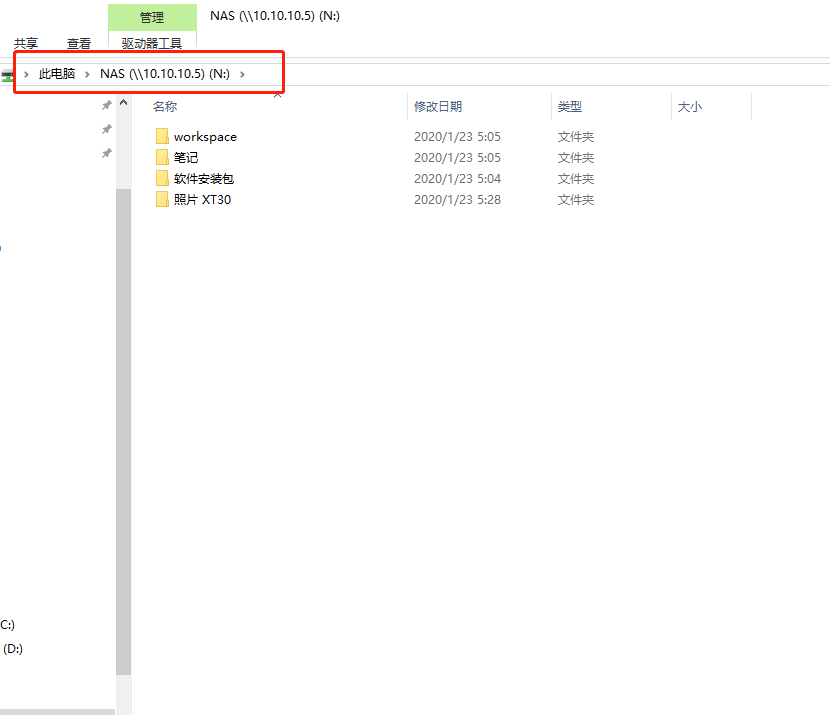 管理 NAS (\\10.10.10.5) (N:)
共享 查看 驱动器工具
此电脑 › NAS (\\10.10.10.5) (N:) ›
名称 修改日期 类型 大小
workspace 2020/1/23 5:05 文件夹
笔记 2020/1/23 5:05 文件夹
软件安装包 2020/1/23 5:04 文件夹
照片 XT30 2020/1/23 5:28 文件夹
C:)
(D:)